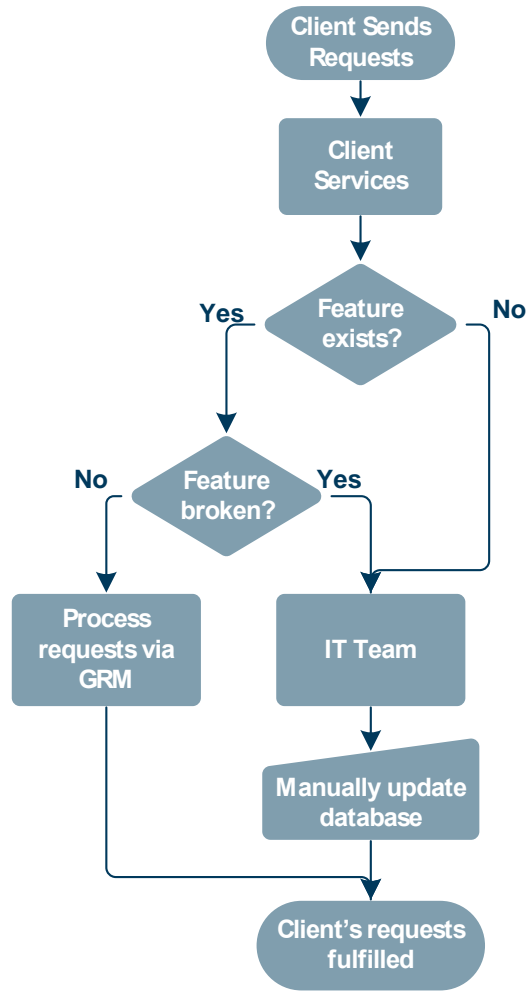 Client Sends
Requests
Client
Services
Yes
Feature
exists?
No
No
Feature
broken?
Yes
Process
requests via
GRM
IT Team
Manually update
database
Client’s requests
fulfilled